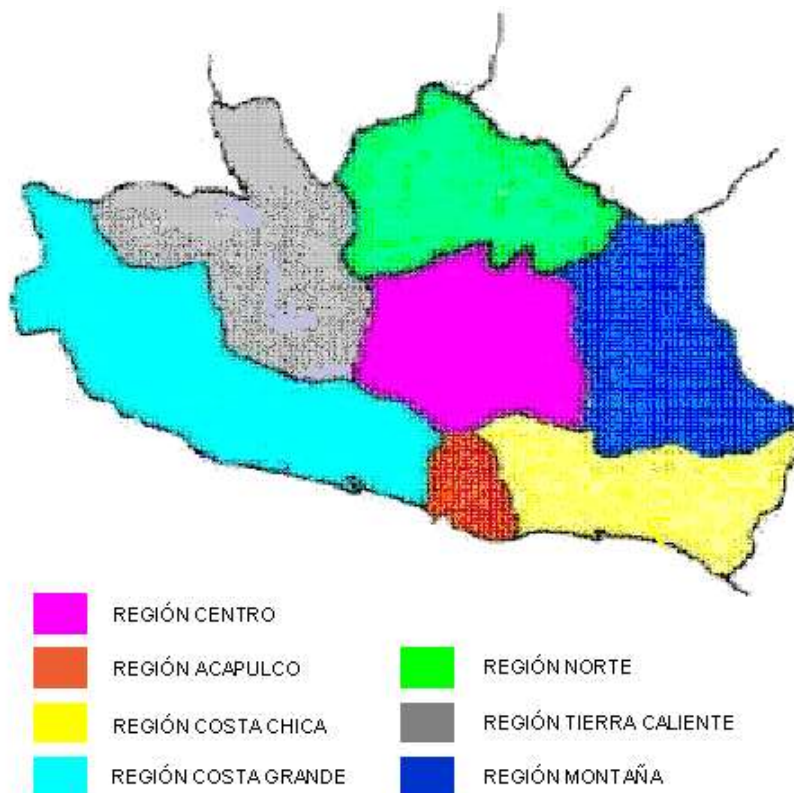 REGIÓN CENTRO
REGIÓN ACAPULCO
REGIÓN COSTA CHICA
REGIÓN COSTA GRANDE
REGIÓN NORTE
REGIÓN TIERRA CALIENTE
REGIÓN MONTAÑA